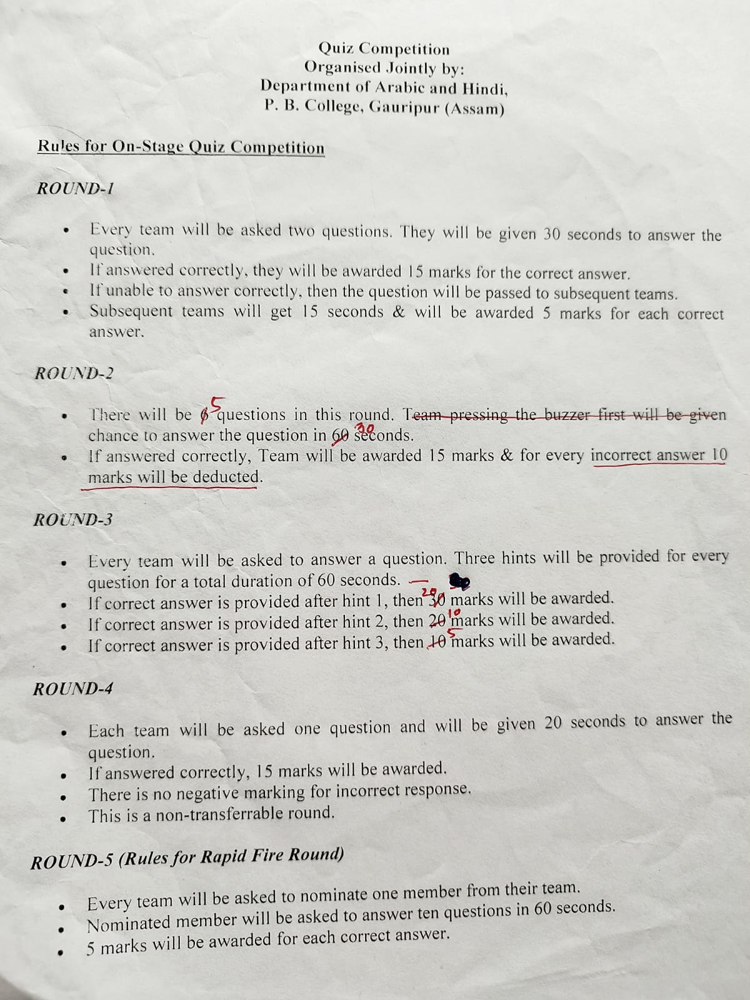 Quiz Competition
Organised Jointly by:
Department of Arabic and Hindi,
P. B. College, Gauripur (Assam)
Rules for On-Stage Quiz Competition
ROUND-1
• Every team will be asked two questions. They will be given 30 seconds to answer the
question.
• If answered correctly, they will be awarded 15 marks for the correct answer.
• If unable to answer correctly, then the question will be passed to subsequent teams.
• Subsequent teams will get 15 seconds & will be awarded 5 marks for each correct
answer.
ROUND-2
• There will be 6 5 questions in this round. Team pressing the buzzer first will be given
chance to answer the question in 60 30 seconds.
• If answered correctly, Team will be awarded 15 marks & for every incorrect answer 10
marks will be deducted.
ROUND-3
• Every team will be asked to answer a question. Three hints will be provided for every
question for a total duration of 60 seconds. —
• If correct answer is provided after hint 1, then 20 30 marks will be awarded.
• If correct answer is provided after hint 2, then 20 10 marks will be awarded.
• If correct answer is provided after hint 3, then 10 5 marks will be awarded.
ROUND-4
• Each team will be asked one question and will be given 20 seconds to answer the
question.
• If answered correctly, 15 marks will be awarded.
• There is no negative marking for incorrect response.
• This is a non-transferrable round.
ROUND-5 (Rules for Rapid Fire Round)
• Every team will be asked to nominate one member from their team.
• Nominated member will be asked to answer ten questions in 60 seconds.
• 5 marks will be awarded for each correct answer.